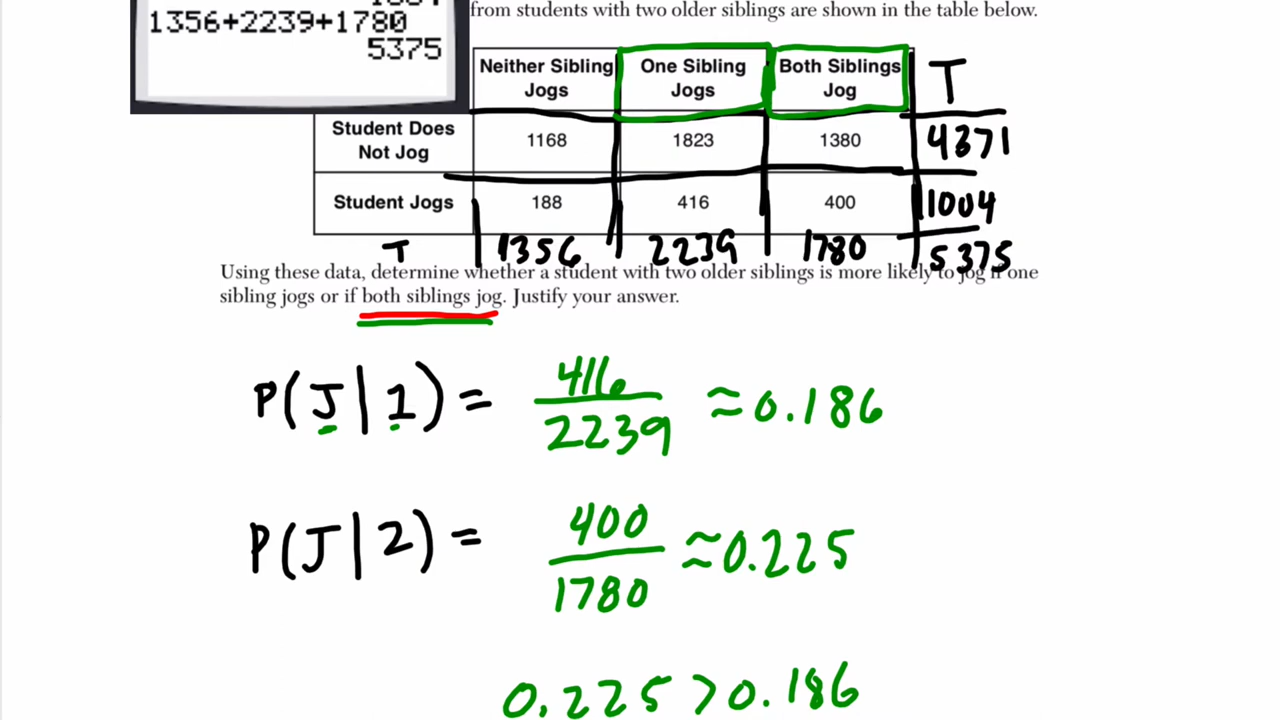 1356+2239+1780
5375
from students with two older siblings are shown in the table below.
Neither Sibling Jogs One Sibling Jogs Both Siblings Jog T
Student Does Not Jog 1168 1823 1380 4371
Student Jogs 188 416 400 1004
T 1356 2239 1780 5375
Using these data, determine whether a student with two older siblings is more likely to jog if one
sibling jogs or if both siblings jog. Justify your answer.
P(J|1) = 416/2239 ≈0.186
P(J|2) = 400/1780 ≈0.225
0.225>0.186